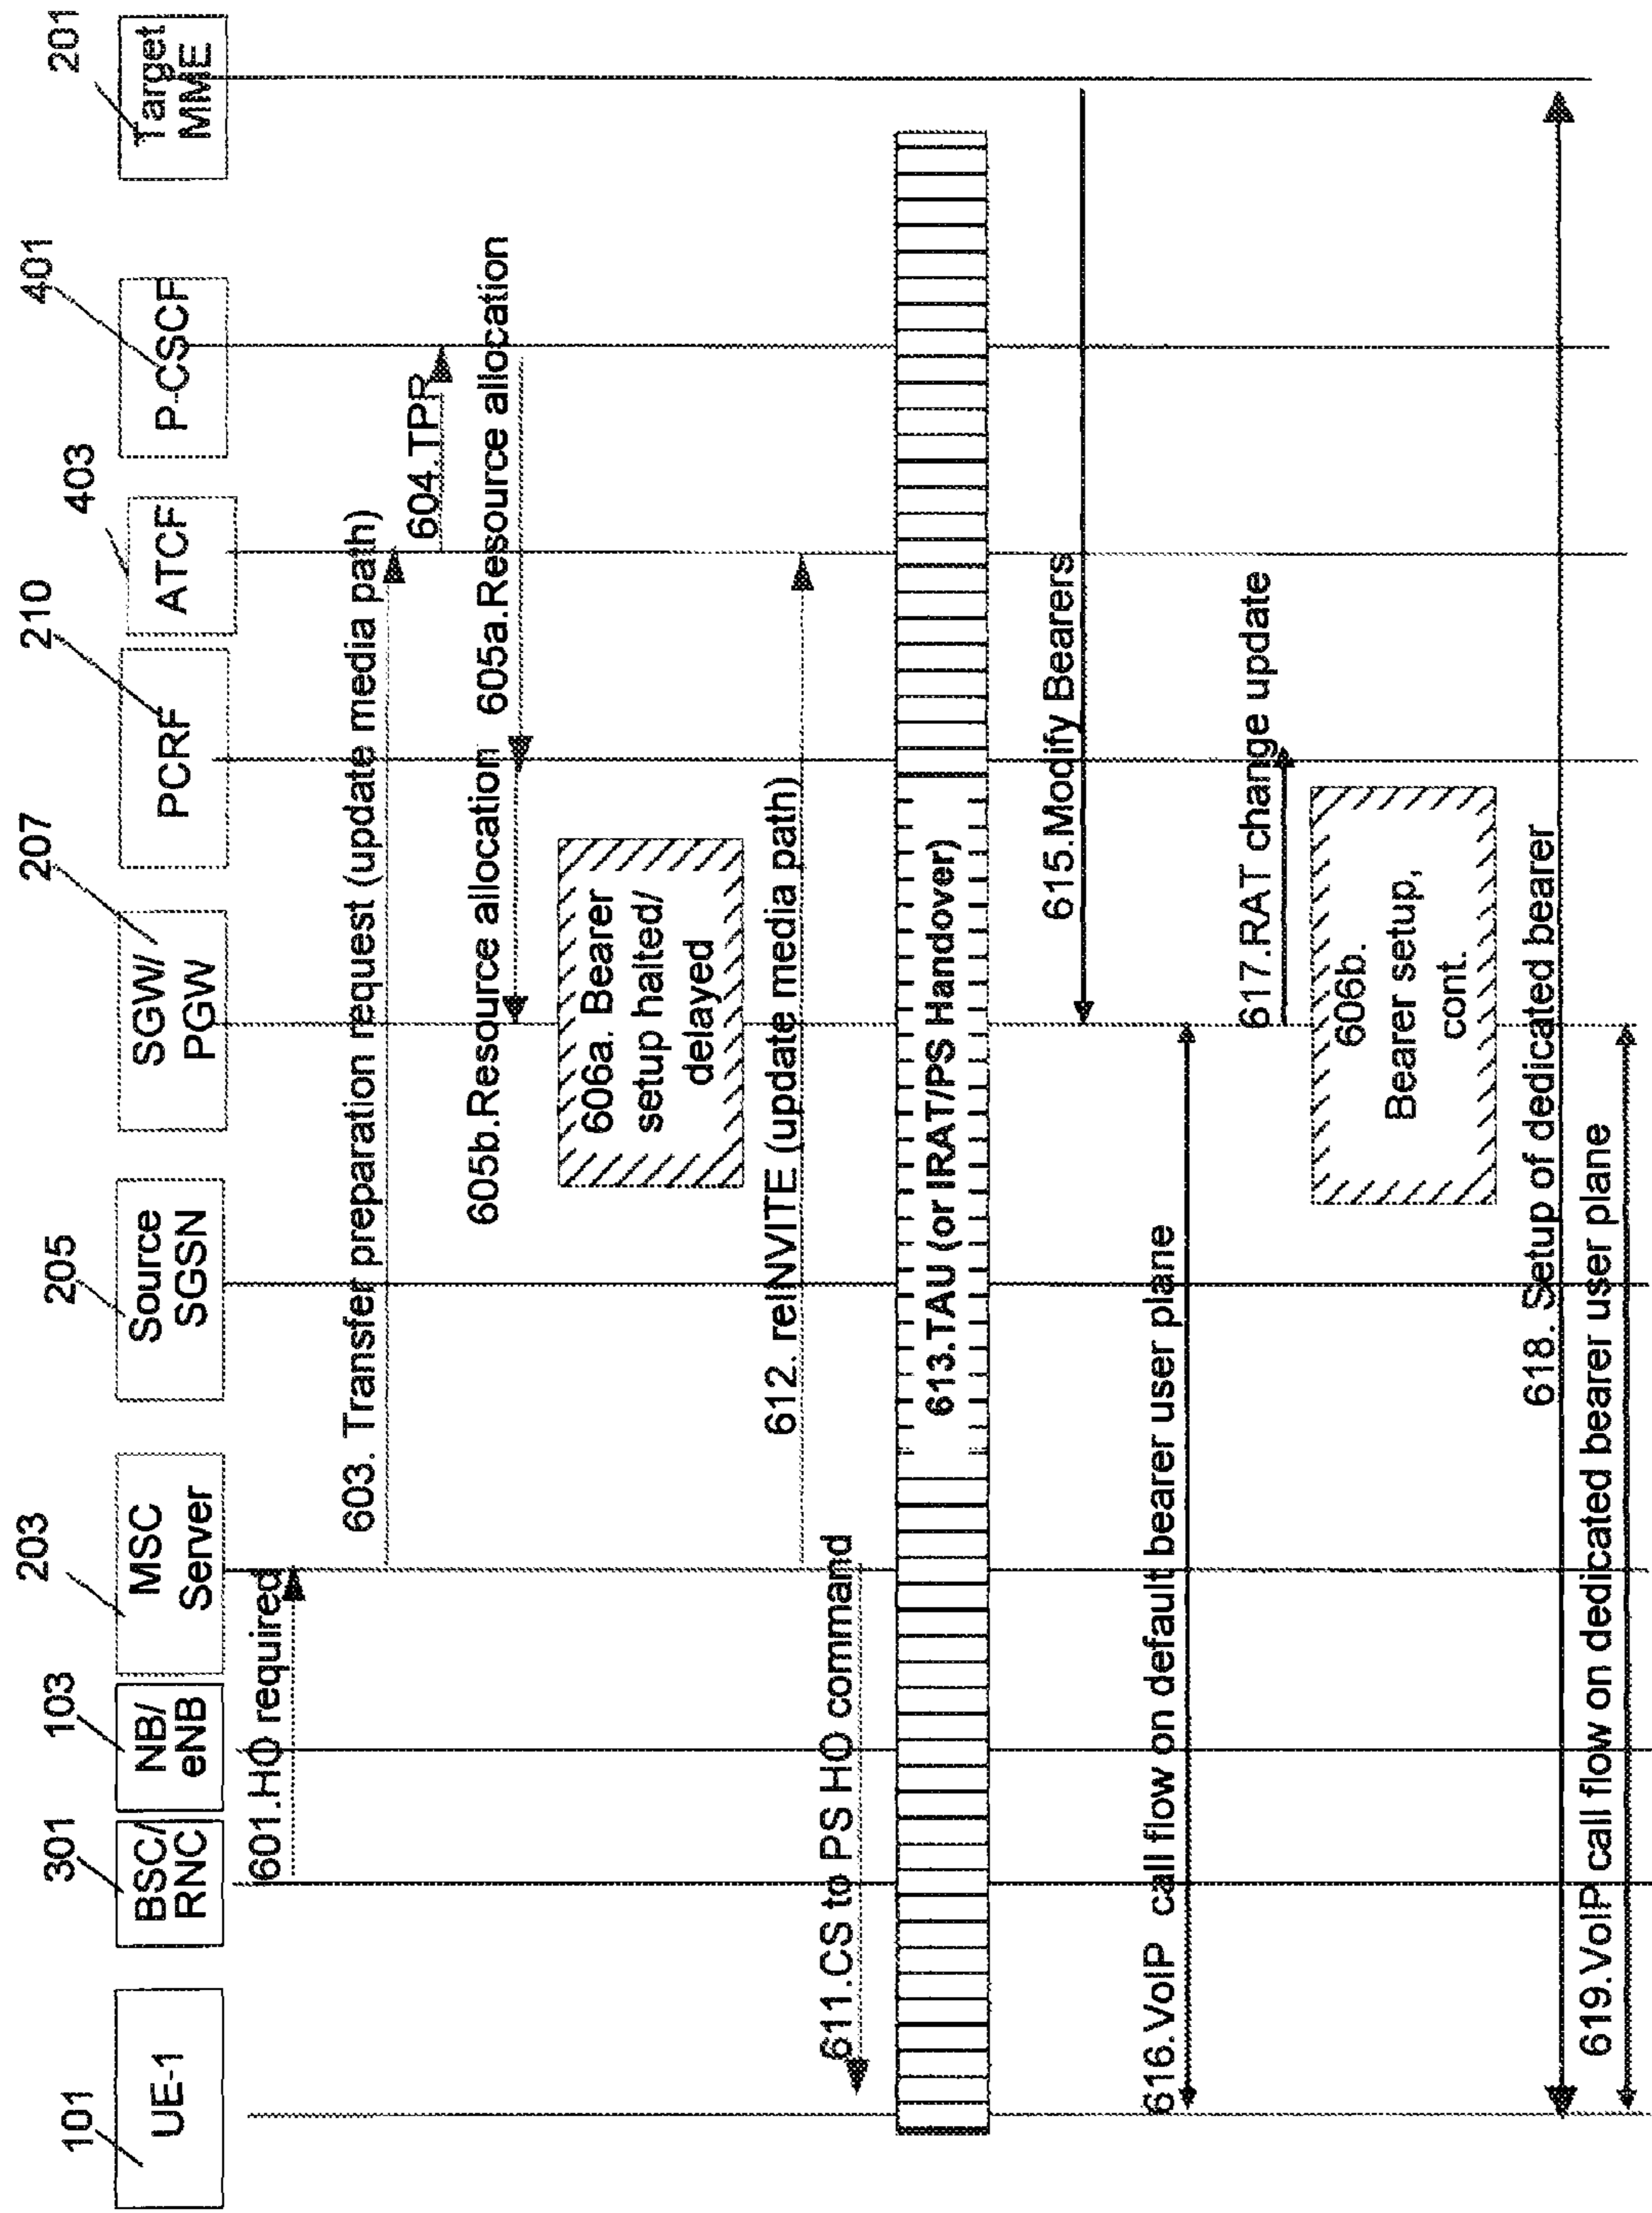 101
301
103
203
205
207
210
403
401
201
UE-1
BSC/
RNC
NB/
eNB
MSC
Server
Source
SGSN
SGW/
PGW
PCRF
ATCF
P-CSCF
Target
MME
601.HO required
603. Transfer preparation request (update media path)
604.TPR
605b.Resource allocation
605a.Resource allocation
606a. Bearer
setup halted/
delayed
612. reINVITE (update media path)
611.CS to PS HO command
613.TAU (or IRAT/PS Handover)
615.Modify Bearers
616.VoIP call flow on default bearer user plane
617.RAT change update
606b.
Bearer setup,
cont.
618. Setup of dedicated bearer
619.VoIP call flow on dedicated bearer user plane